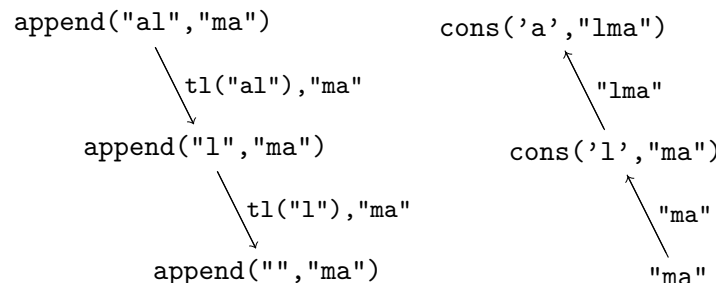 append("al","ma")
tl("al"),"ma"
append("l","ma")
tl("l"),"ma"
append("","ma")
cons('a',"lma")
"lma"
cons('l',"ma")
"ma"
"ma"